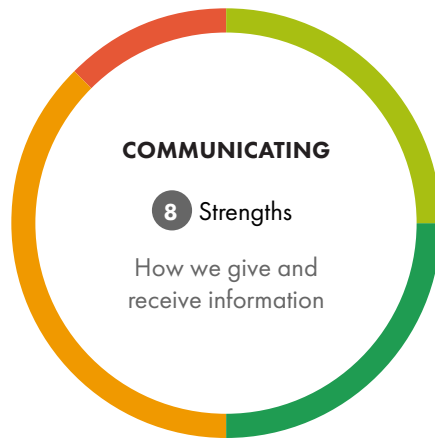 COMMUNICATING
8 Strengths
How we give and
receive information